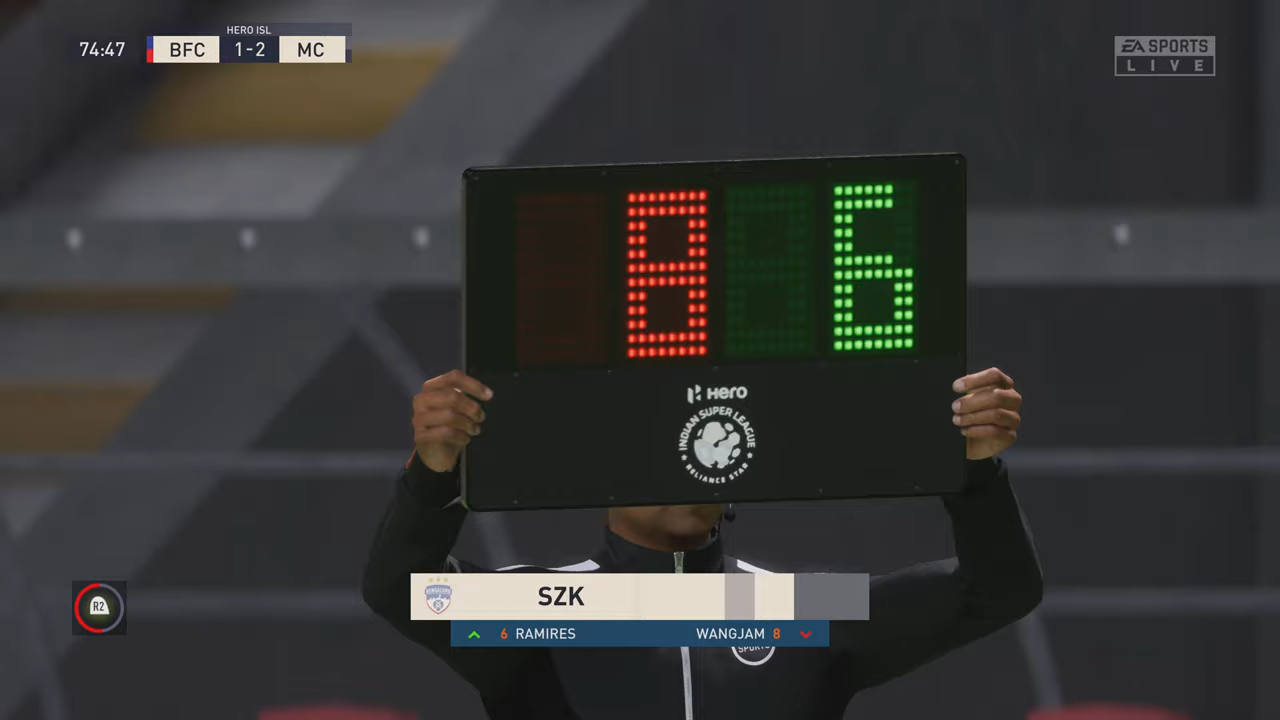 HERO ISL
74:47 BFC 1-2 MC
EA SPORTS
LIVE
8 6
Hero
INDIAN SUPER LEAGUE
RELIANCE STAR
R2
SZK
6 RAMIRES WANGJAM 8
SPORTS